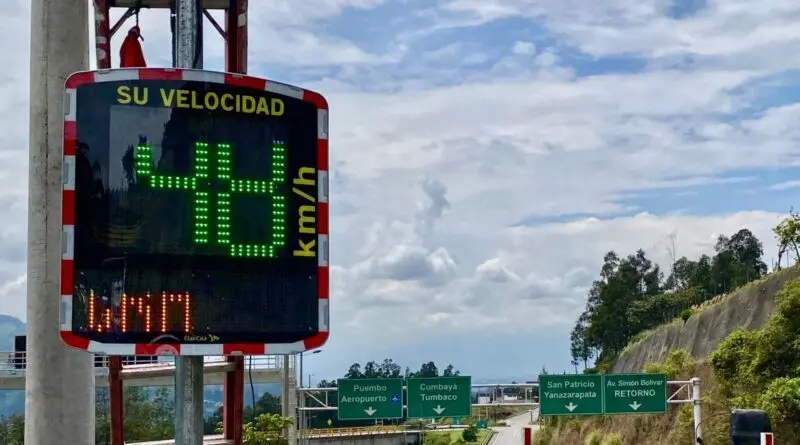 SU VELOCIDAD
48
km/h
Puembo
Aeropuerto
Cumbaya
Tumbaco
San Patricio
Yanazarapata
Av. Simón Bolívar
RETORNO